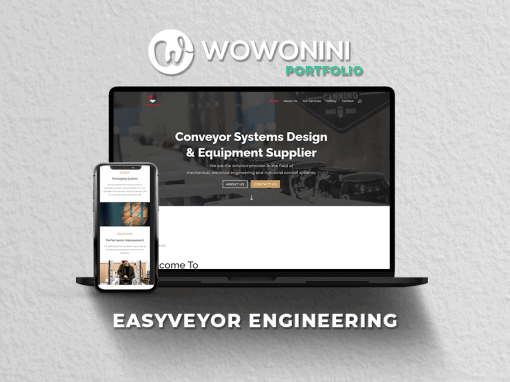 WOWONINI
PORTFOLIO
Home About Us Our Services Gallery Contact
Conveyor Systems Design
& Equipment Supplier
We are the solution provider in the field of
mechanical, electrical engineering and industrial control systems
ABOUT US CONTACT US
Packaging System
Performance Improvement
come To
EASYVEYOR ENGINEERING